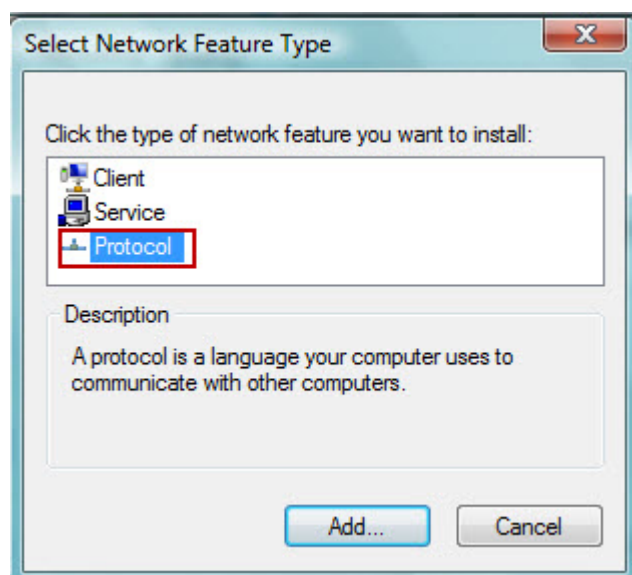 Select Network Feature Type
Click the type of network feature you want to install:
Client
Service
Protocol
Description
A protocol is a language your computer uses to
communicate with other computers.
Add...
Cancel